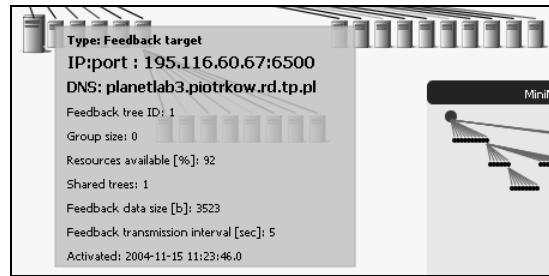 Type: Feedback target
IP:port : 195.116.60.67:6500
DNS: planetlab3.piotrkow.rd.tp.pl
Feedback tree ID: 1
Group size: 0
Resources available [%]: 92
Shared trees: 1
Feedback data size [b]: 3523
Feedback transmission interval [sec]: 5
Activated: 2004-11-15 11:23:46.0